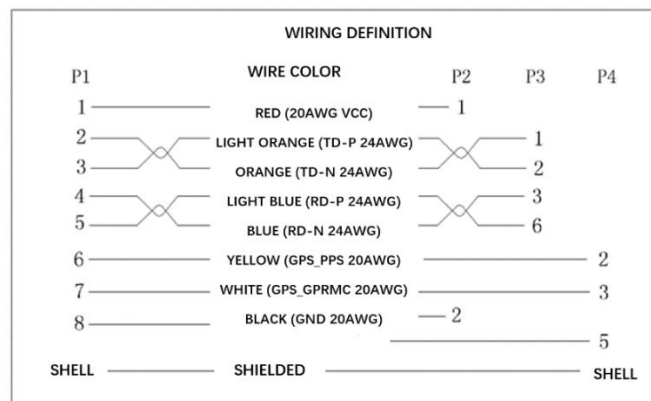 WIRING DEFINITION
P1 WIRE COLOR P2 P3 P4
1 RED (20AWG VCC) 1
2 LIGHT ORANGE (TD-P 24AWG) 1
3 ORANGE (TD-N 24AWG) 2
4 LIGHT BLUE (RD-P 24AWG) 3
5 BLUE (RD-N 24AWG) 6
6 YELLOW (GPS_PPS 20AWG) 2
7 WHITE (GPS_GPRMC 20AWG) 3
8 BLACK (GND 20AWG) 2
5
SHELL SHIELDED SHELL